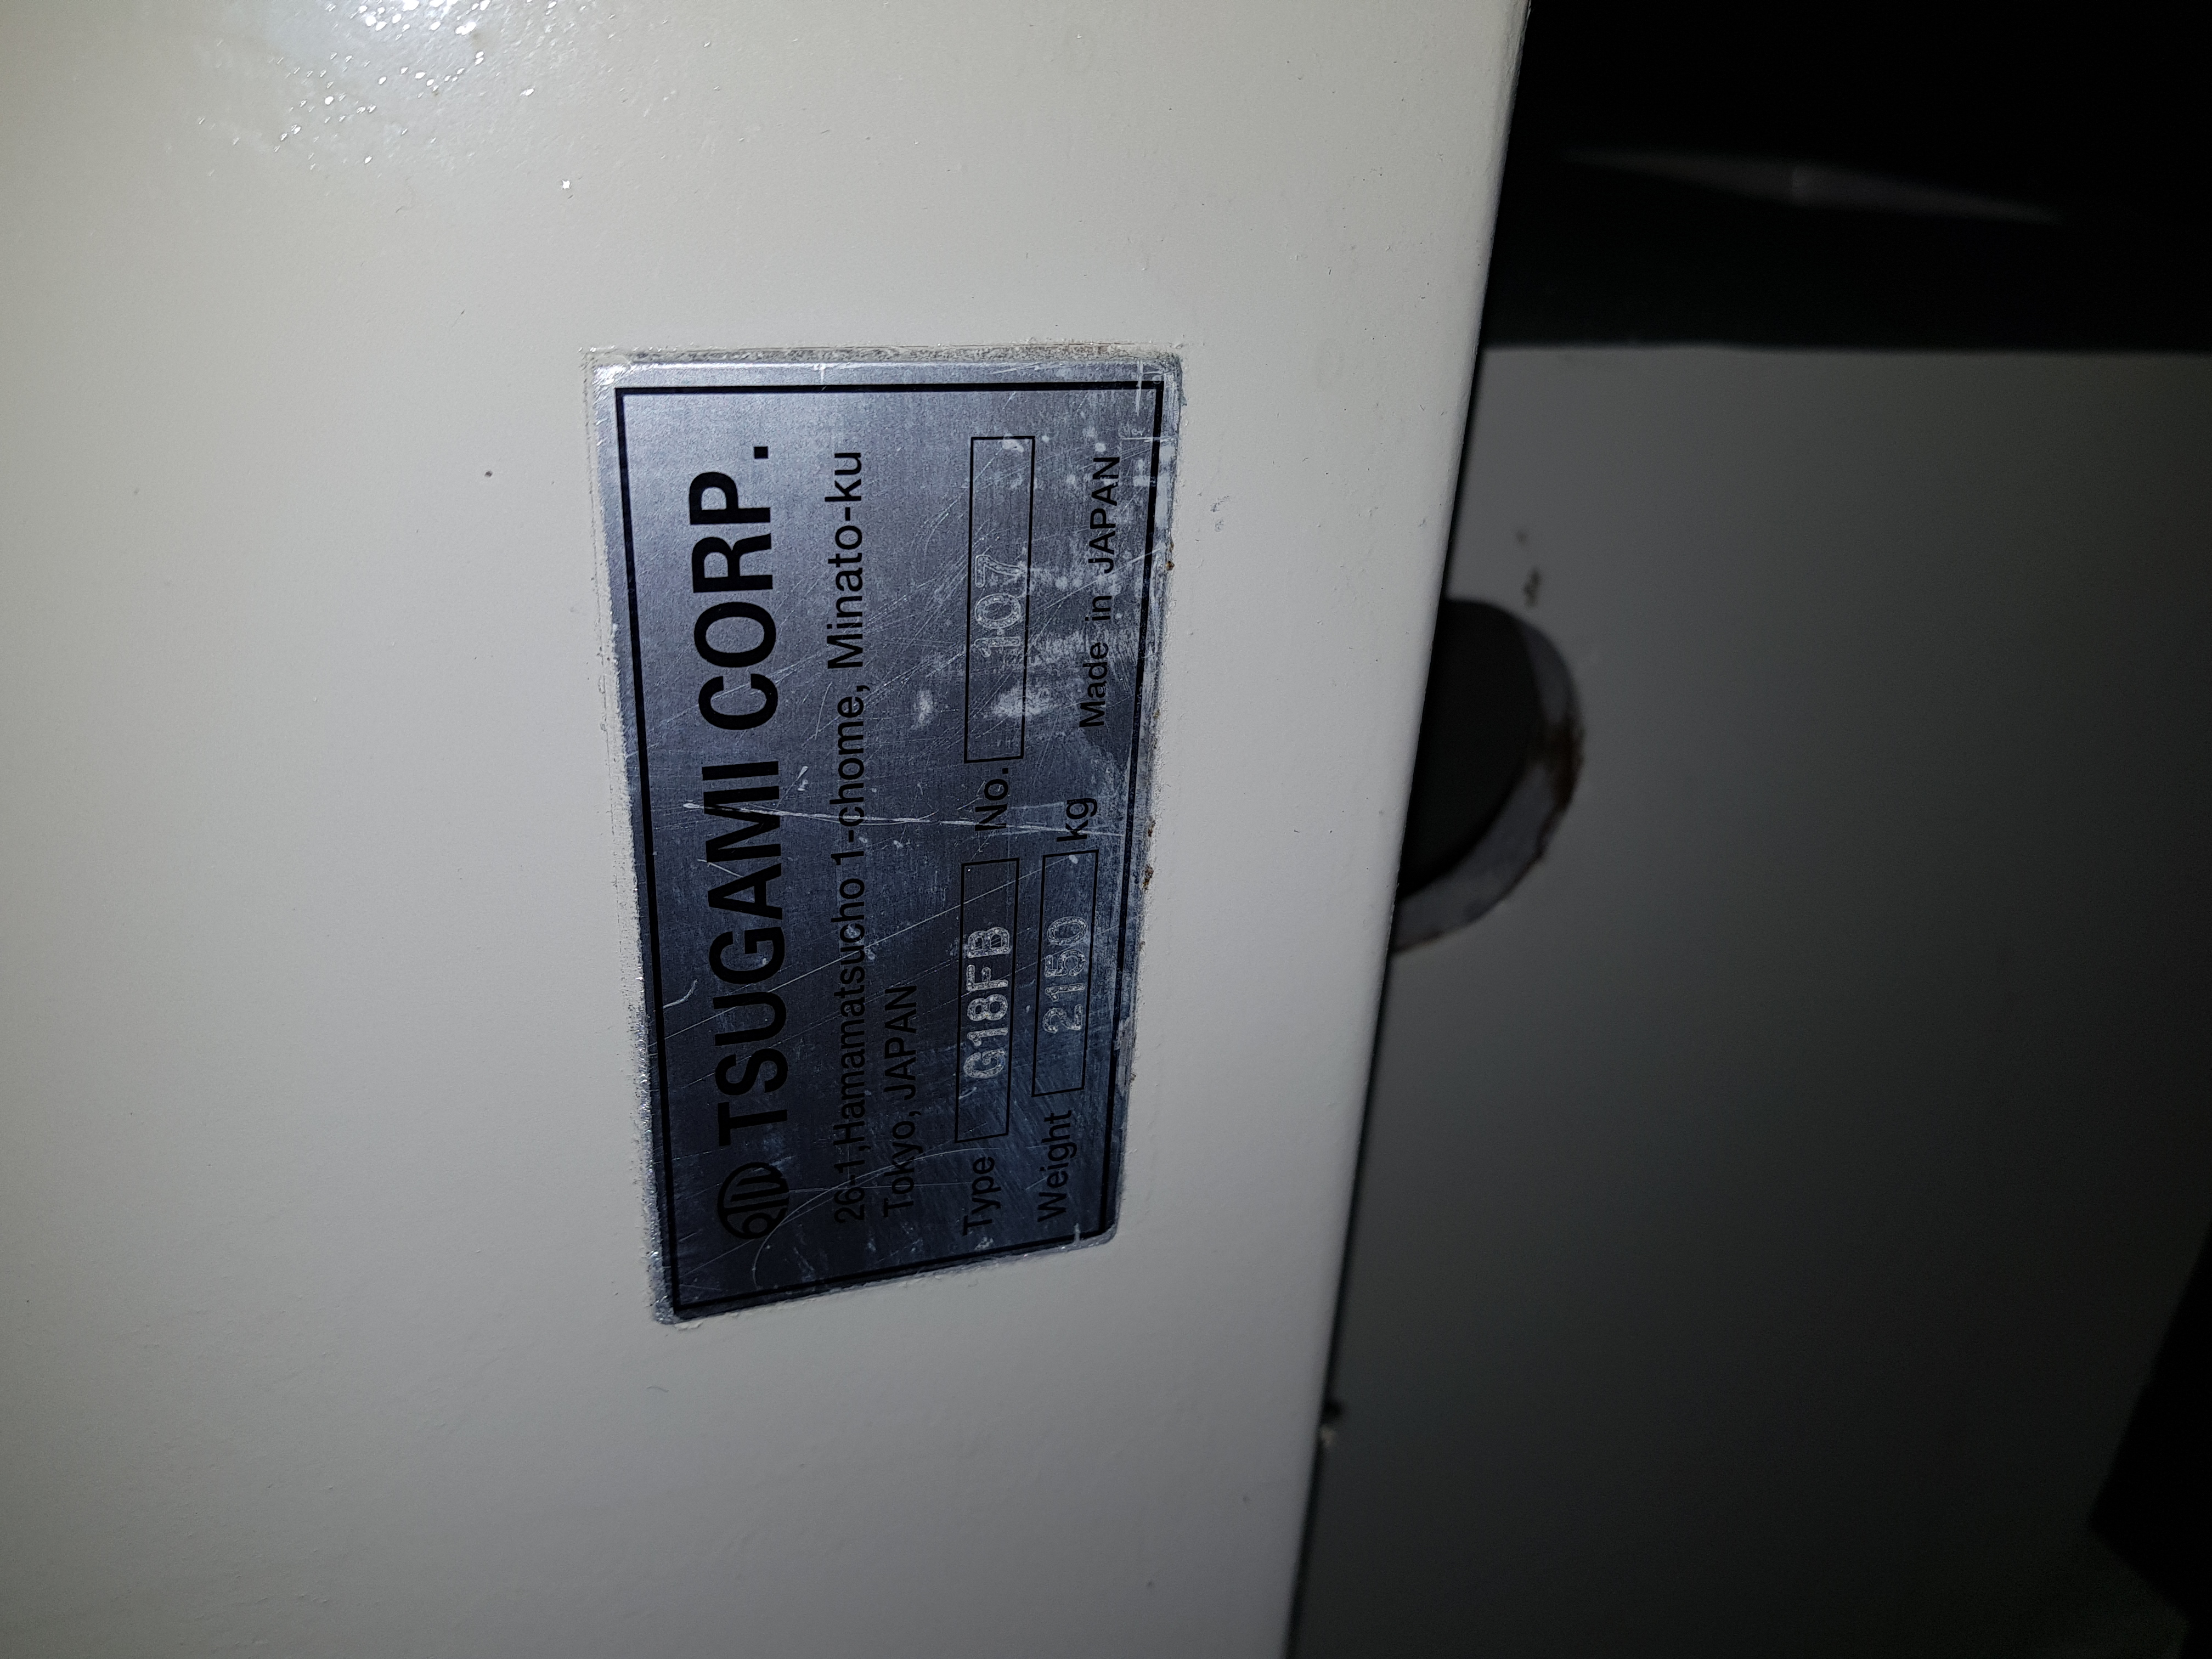 TSUGAMI CORP.
26-1,Hamamatsucho 1-chome, Minato-ku
Tokyo, JAPAN
Type G18FB No. 107
Weight 2150 kg Made in JAPAN